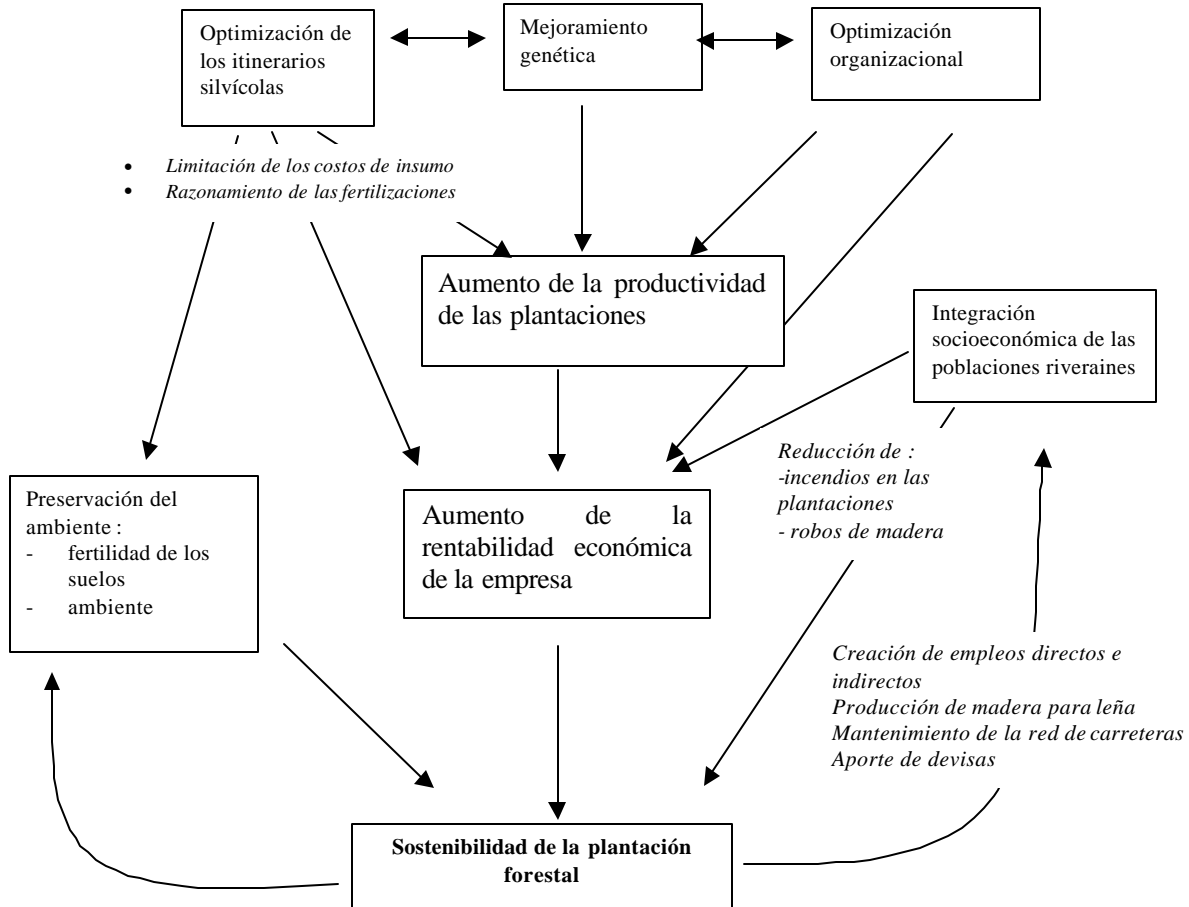 Optimización de
los itinerarios
silvícolas
Mejoramiento
genética
Optimización
organizacional
• Limitación de los costos de insumo
• Razonamiento de las fertilizaciones
Aumento de la productividad
de las plantaciones
Integración
socioeconómica de las
poblaciones riveraines
Reducción de :
-incendios en las
plantaciones
- robos de madera
Preservación del
ambiente :
- fertilidad de los
suelos
- ambiente
Aumento de la
rentabilidad económica
de la empresa
Creación de empleos directos e
indirectos
Producción de madera para leña
Mantenimiento de la red de carreteras
Aporte de devisas
Sostenibilidad de la plantación
forestal